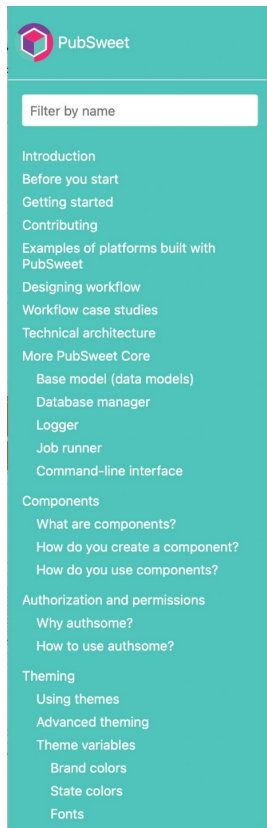 PubSweet
Filter by name
Introduction
Before you start
Getting started
Contributing
Examples of platforms built with
PubSweet
Designing workflow
Workflow case studies
Technical architecture
More PubSweet Core
Base model (data models)
Database manager
Logger
Job runner
Command-line interface
Components
What are components?
How do you create a component?
How do you use components?
Authorization and permissions
Why authsome?
How to use authsome?
Theming
Using themes
Advanced theming
Theme variables
Brand colors
State colors
Fonts